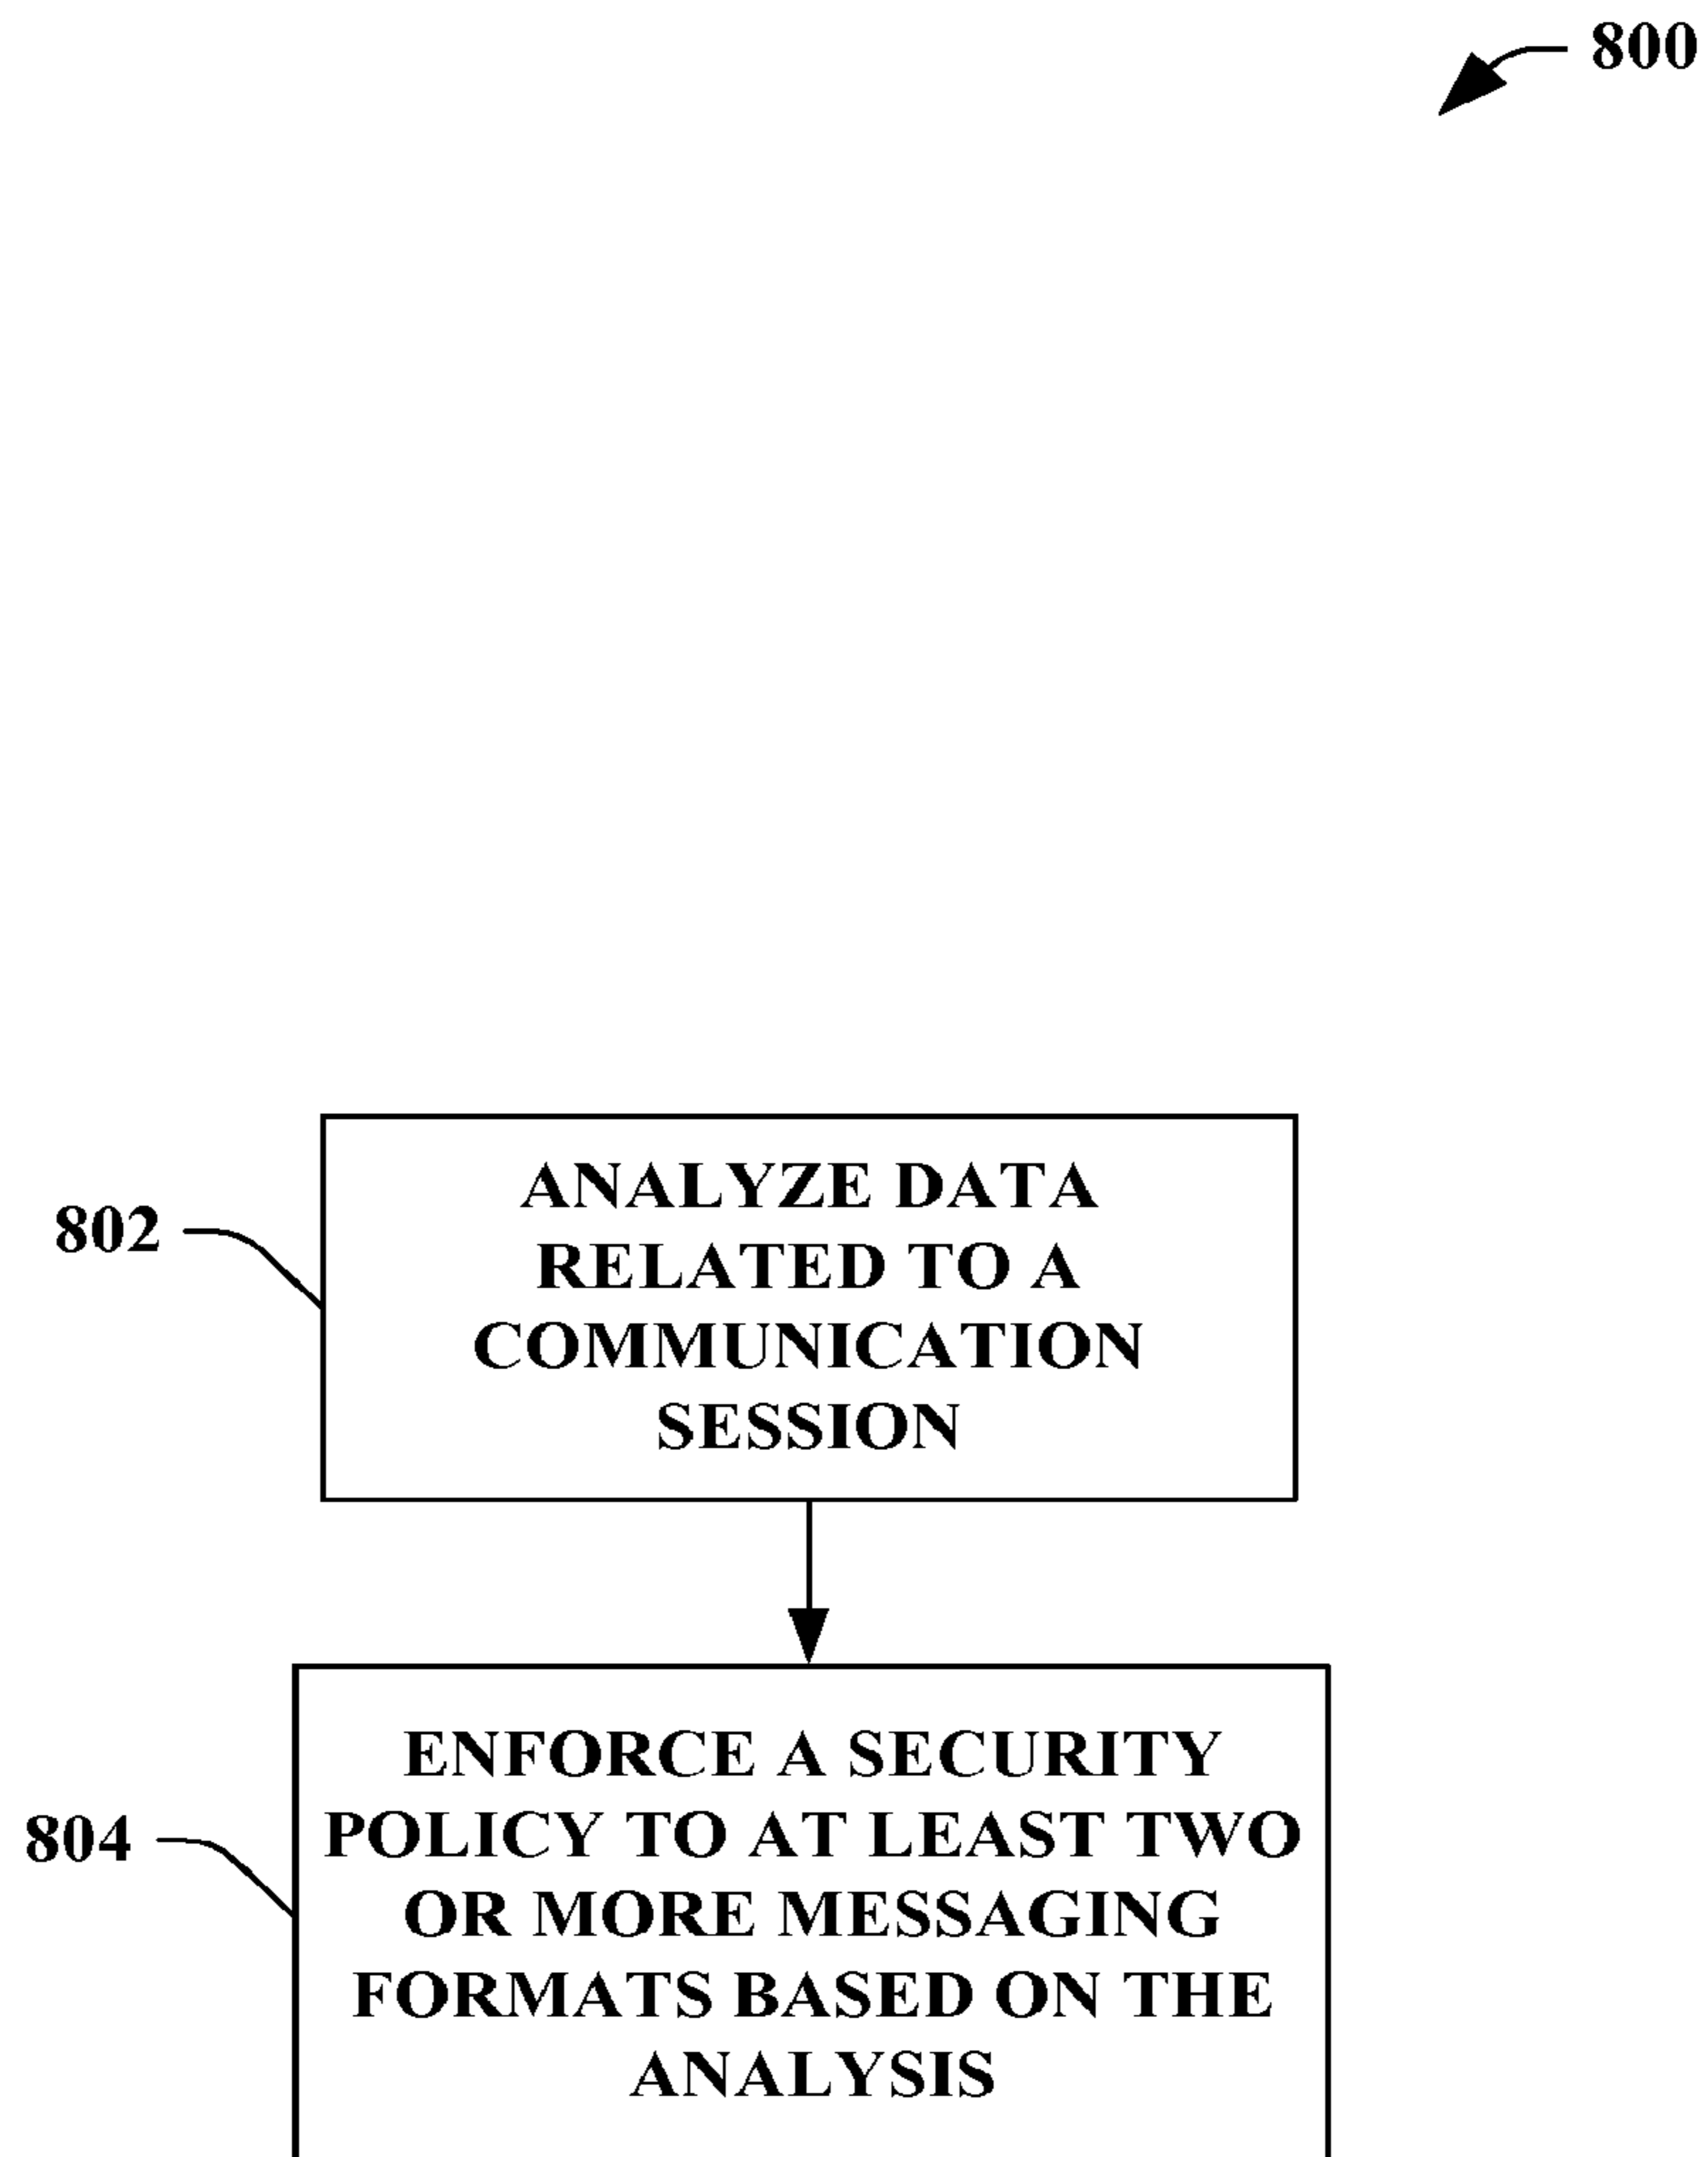 800
802
ANALYZE DATA
RELATED TO A
COMMUNICATION
SESSION
804
ENFORCE A SECURITY
POLICY TO AT LEAST TWO
OR MORE MESSAGING
FORMATS BASED ON THE
ANALYSIS